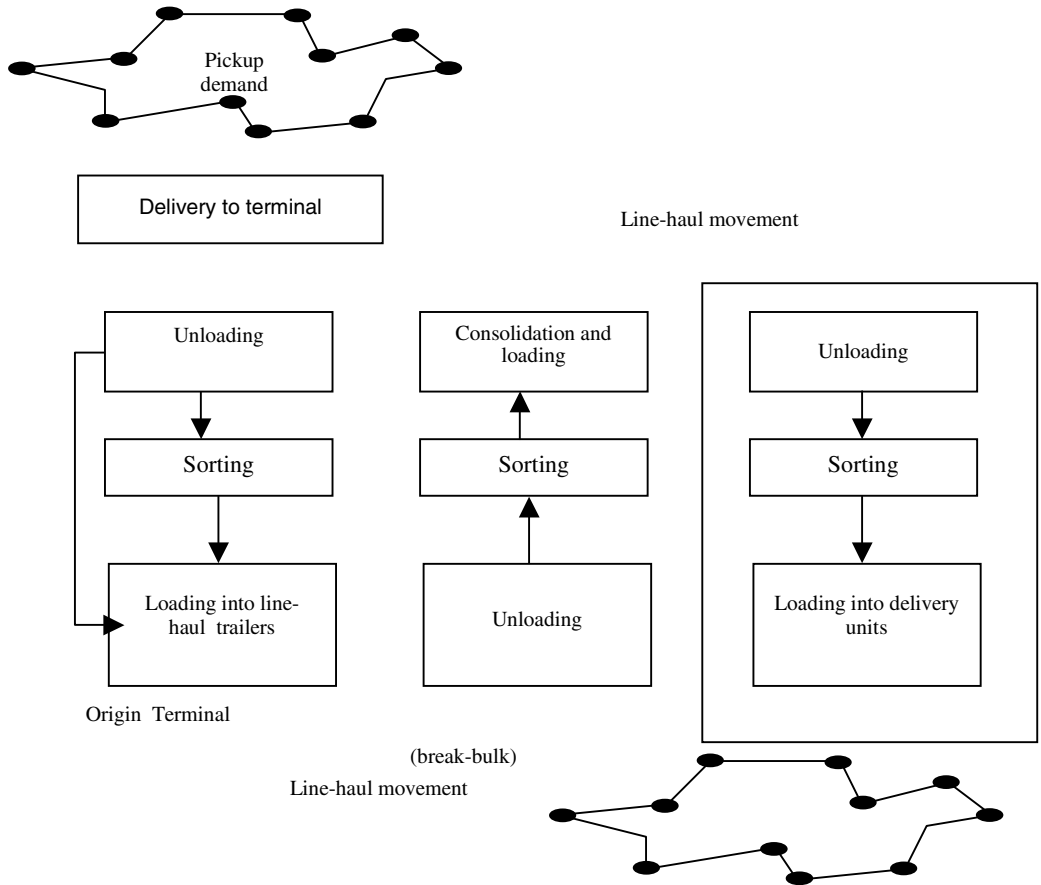 Pickup
demand
Delivery to terminal
Line-haul movement
Unloading
Sorting
Loading into line-
haul trailers
Origin Terminal
Consolidation and
loading
Sorting
Unloading
(break-bulk)
Line-haul movement
Unloading
Sorting
Loading into delivery
units